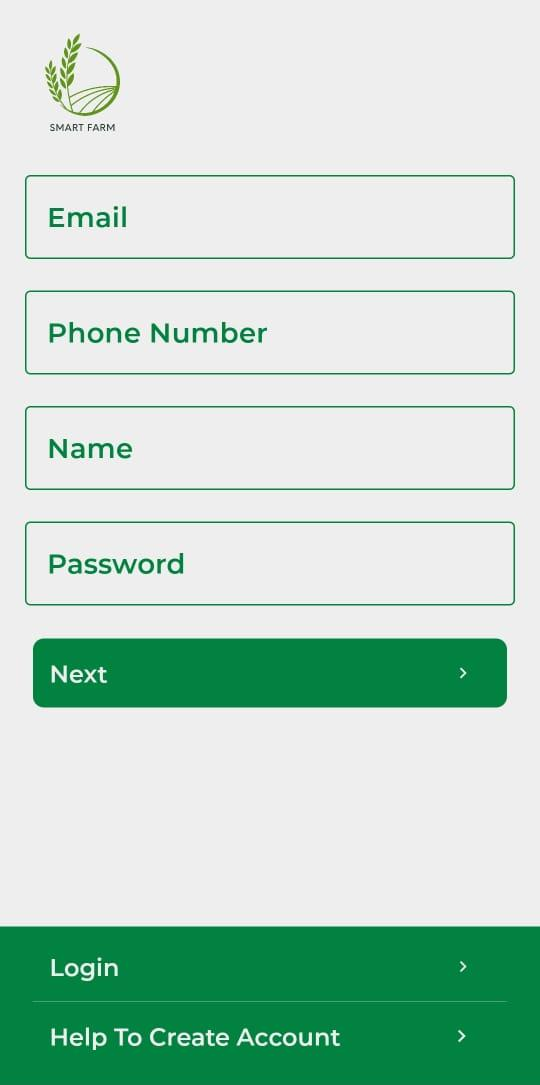 SMART FARM
Email
Phone Number
Name
Password
Next
Login
Help To Create Account